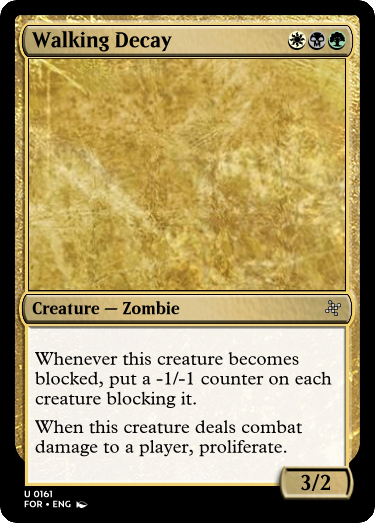 Walking Decay
Creature — Zombie
Whenever this creature becomes
blocked, put a -1/-1 counter on each
creature blocking it.
When this creature deals combat
damage to a player, proliferate.
3/2
U 0161
FOR • ENG